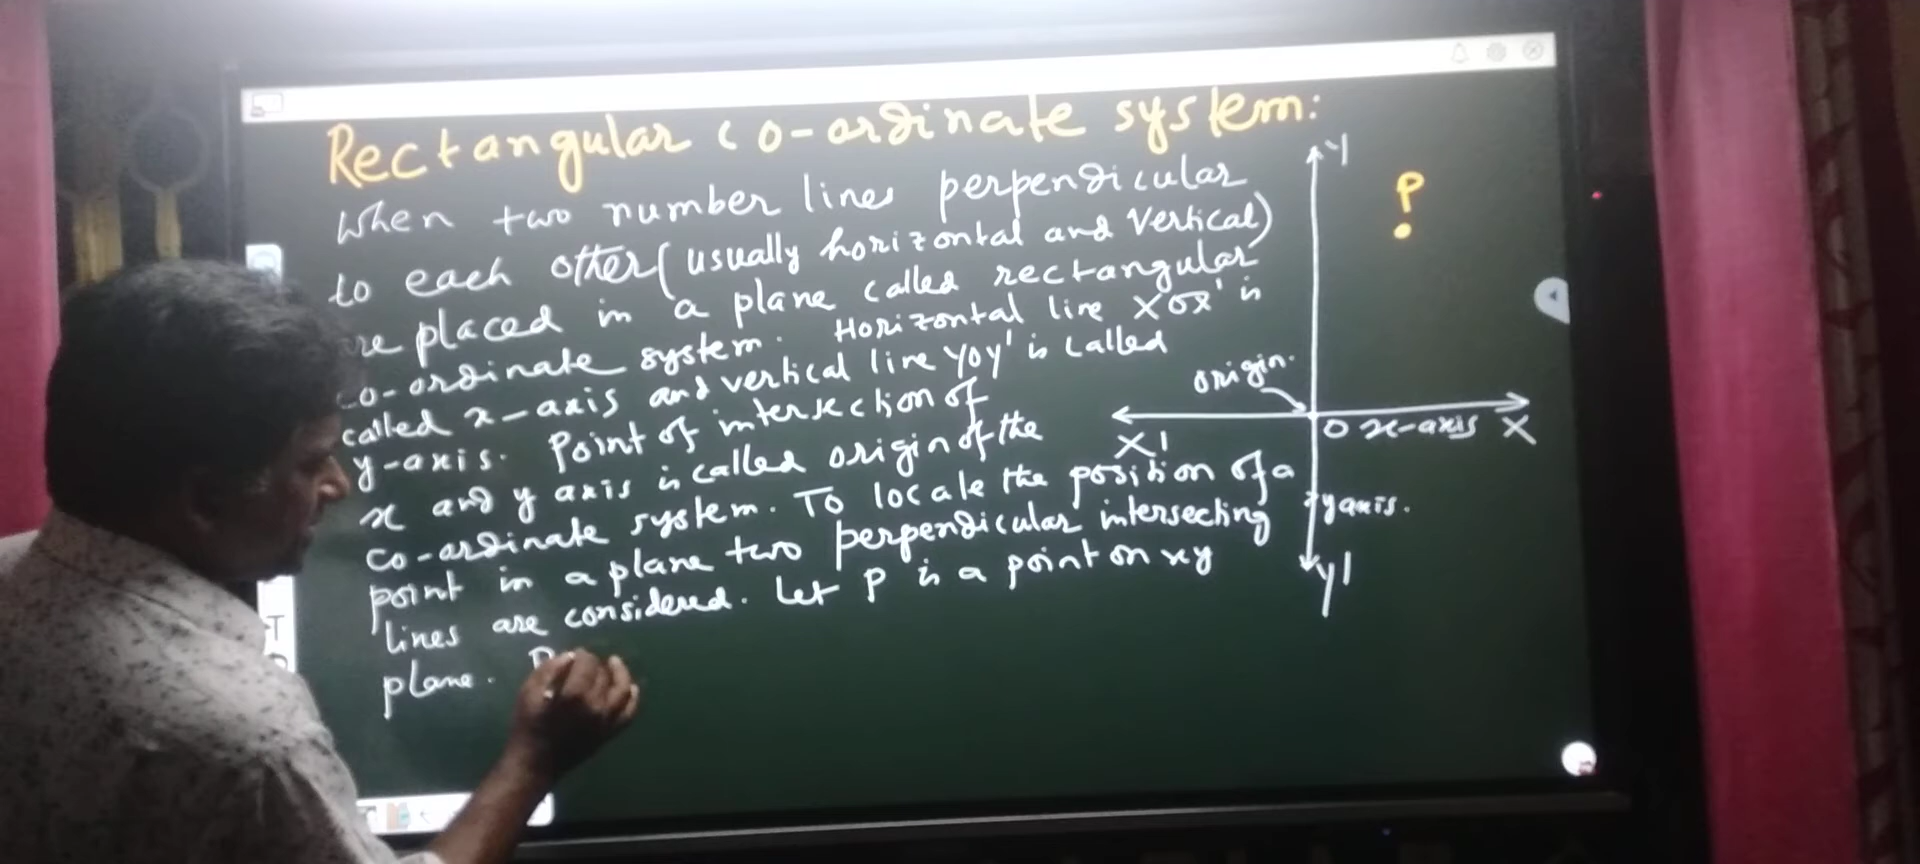 Rectangular co-ordinate system:
When two number lines perpendicular
to each other (usually horizontal and vertical)
are placed in a plane called rectangular
co-ordinate system. Horizontal line XOX' is
called x-axis and vertical line YOY' is called
y-axis. Point of intersection of
x and y axis is called origin of the
co-ordinate system. To locate the position of a
point in a plane two perpendicular intersecting
lines are considered. Let P is a point on xy
plane.
Y
P
origin.
X'
O x-axis X
y axis.
y'